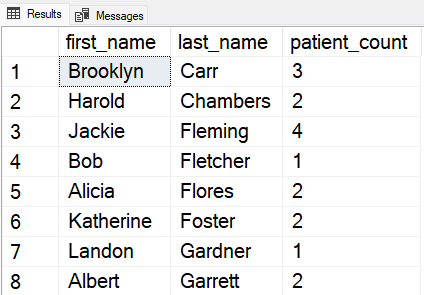 Results Messages
first_name last_name patient_count
1 Brooklyn Carr 3
2 Harold Chambers 2
3 Jackie Fleming 4
4 Bob Fletcher 1
5 Alicia Flores 2
6 Katherine Foster 2
7 Landon Gardner 1
8 Albert Garrett 2